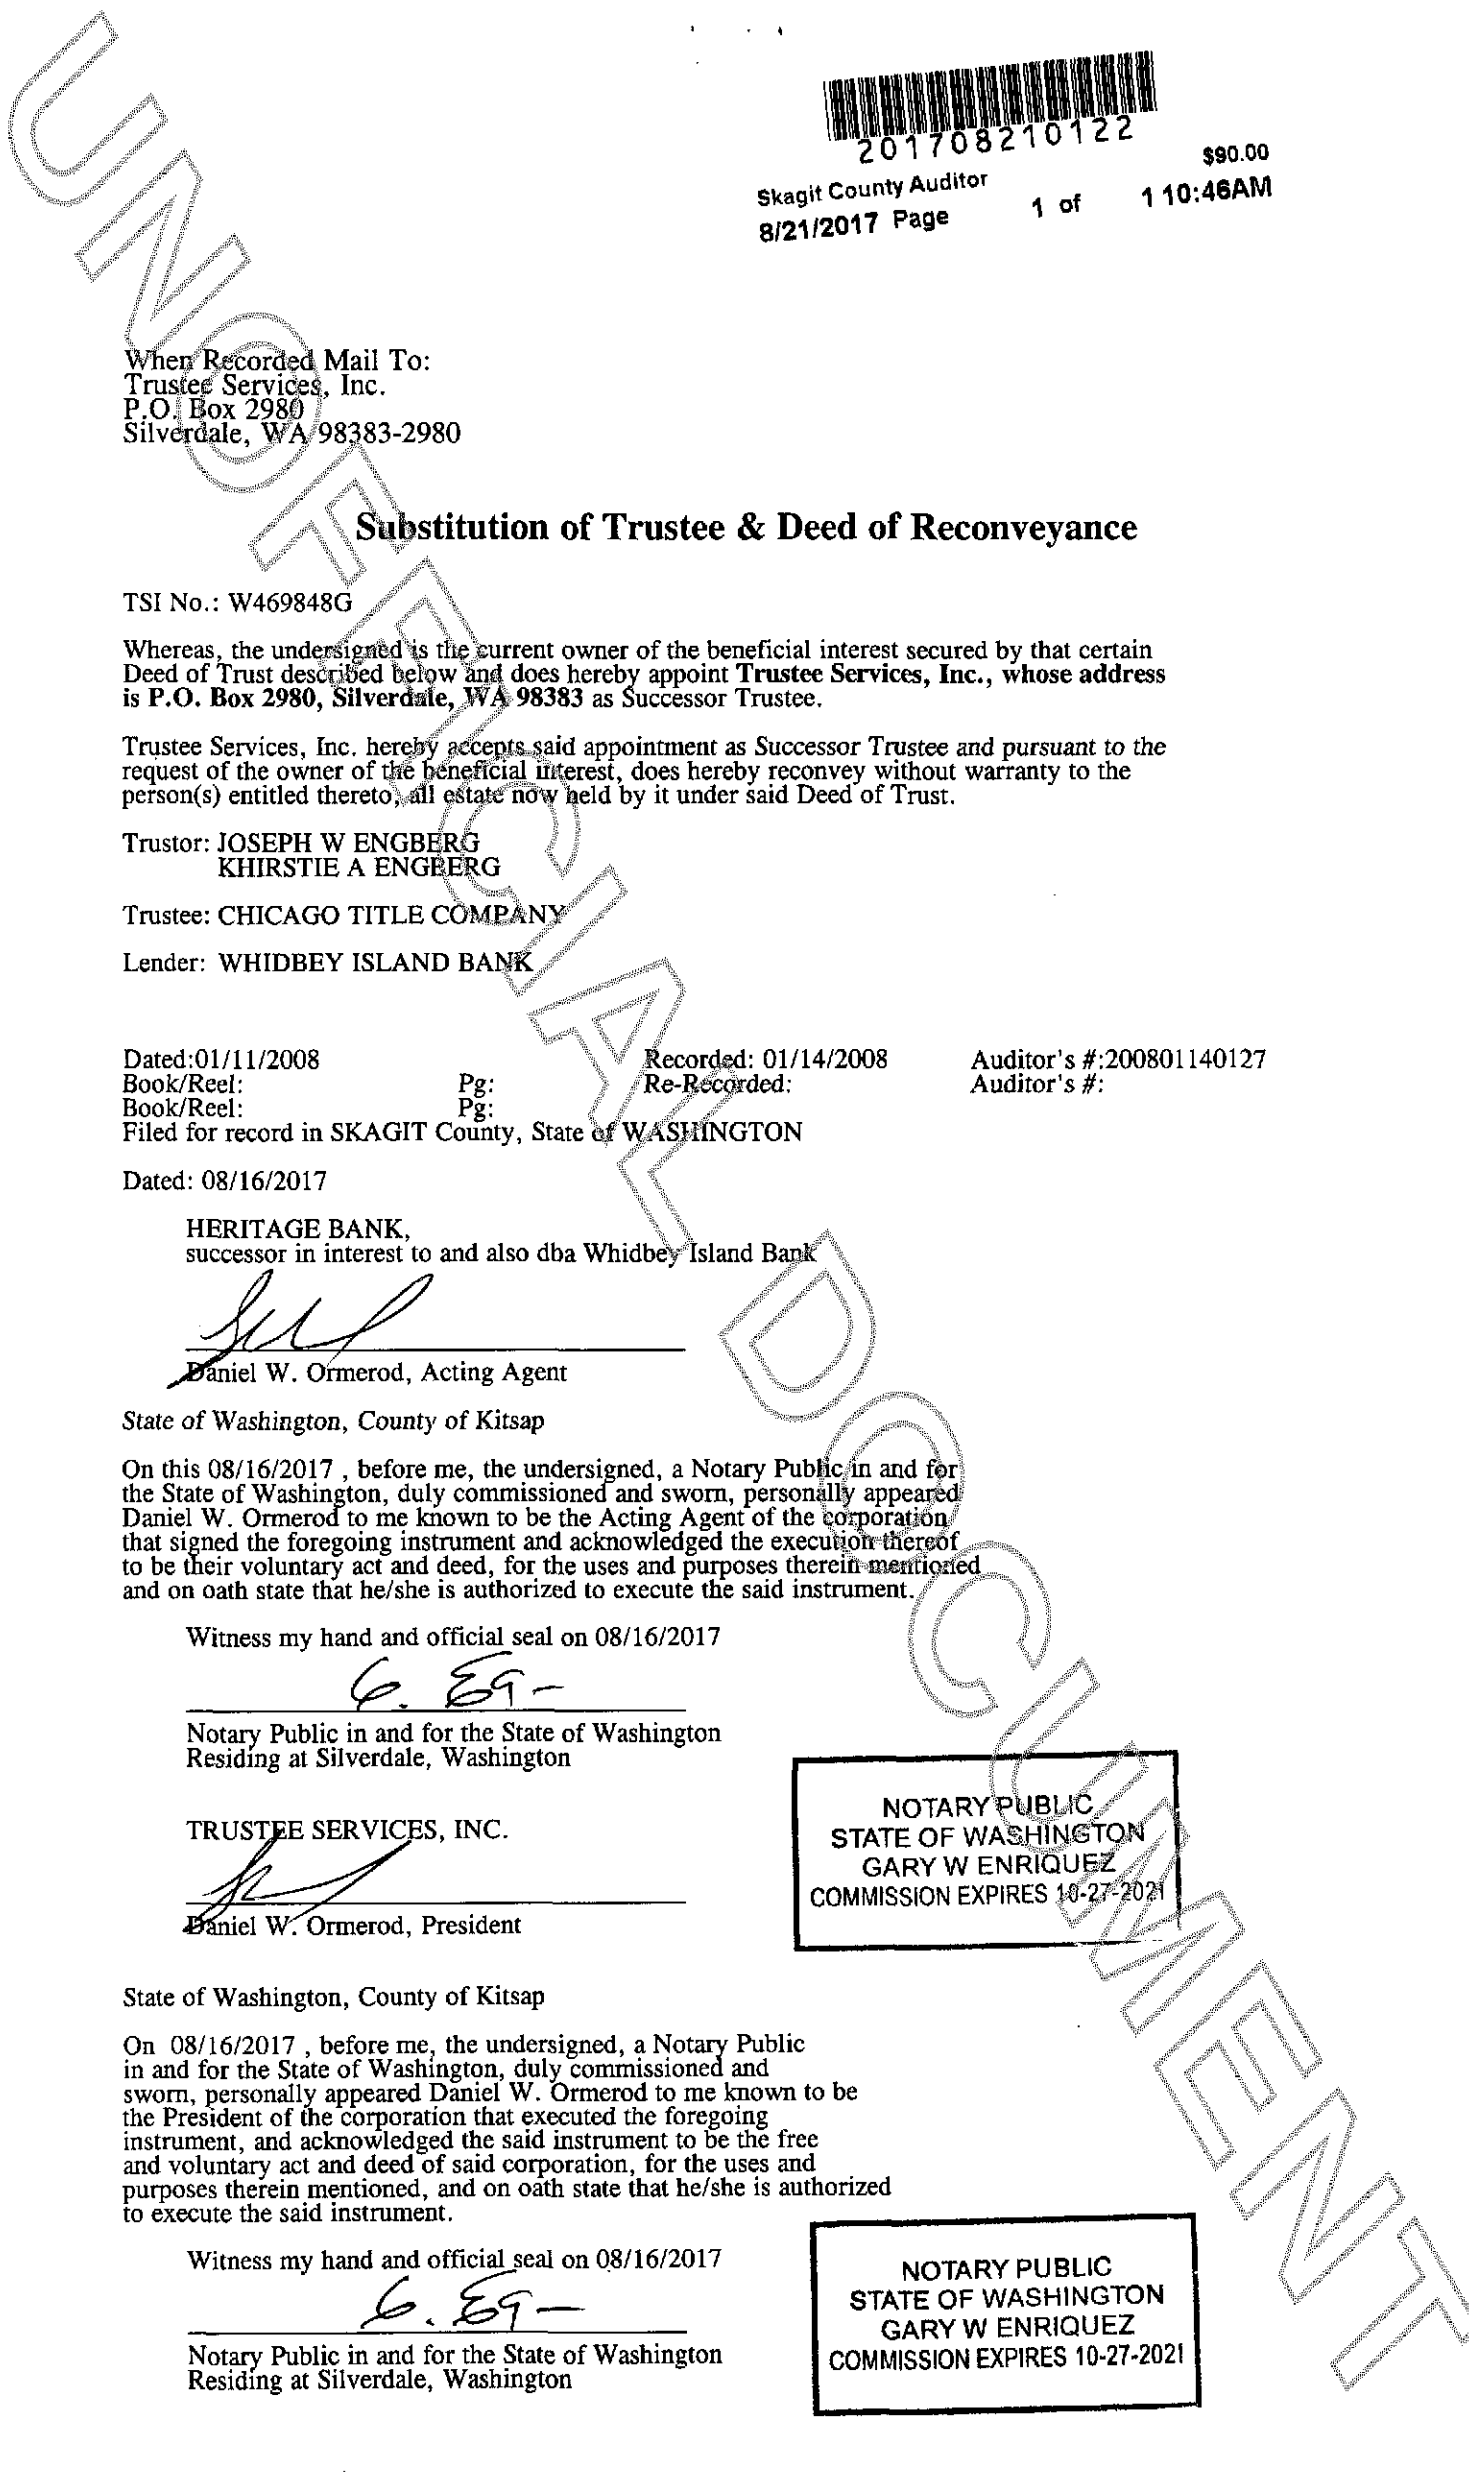 201708210122
$90.00
Skagit County Auditor
8/21/2017 Page 1 of 1 10:46AM
When Recorded Mail To:
Trustee Services, Inc.
P.O. Box 2980
Silverdale, WA 98383-2980
Substitution of Trustee & Deed of Reconveyance
TSI No.: W469848G
Whereas, the undersigned is the current owner of the beneficial interest secured by that certain
Deed of Trust described below and does hereby appoint Trustee Services, Inc., whose address
is P.O. Box 2980, Silverdale, WA 98383 as Successor Trustee.
Trustee Services, Inc. hereby accepts said appointment as Successor Trustee and pursuant to the
request of the owner of the beneficial interest, does hereby reconvey without warranty to the
person(s) entitled thereto, all estate now held by it under said Deed of Trust.
Trustor: JOSEPH W ENGBERG
KHIRSTIE A ENGBERG
Trustee: CHICAGO TITLE COMPANY
Lender: WHIDBEY ISLAND BANK
Dated:01/11/2008 Recorded: 01/14/2008 Auditor's #:200801140127
Book/Reel: Pg: Re-Recorded: Auditor's #:
Book/Reel: Pg:
Filed for record in SKAGIT County, State of WASHINGTON
Dated: 08/16/2017
HERITAGE BANK,
successor in interest to and also dba Whidbey Island Bank
Daniel W. Ormerod, Acting Agent
State of Washington, County of Kitsap
On this 08/16/2017 , before me, the undersigned, a Notary Public in and for
the State of Washington, duly commissioned and sworn, personally appeared
Daniel W. Ormerod to me known to be the Acting Agent of the corporation
that signed the foregoing instrument and acknowledged the execution thereof
to be their voluntary act and deed, for the uses and purposes therein mentioned
and on oath state that he/she is authorized to execute the said instrument.
Witness my hand and official seal on 08/16/2017
Notary Public in and for the State of Washington
Residing at Silverdale, Washington
NOTARY PUBLIC
STATE OF WASHINGTON
GARY W ENRIQUEZ
COMMISSION EXPIRES 10-27-2021
TRUSTEE SERVICES, INC.
Daniel W. Ormerod, President
State of Washington, County of Kitsap
On 08/16/2017 , before me, the undersigned, a Notary Public
in and for the State of Washington, duly commissioned and
sworn, personally appeared Daniel W. Ormerod to me known to be
the President of the corporation that executed the foregoing
instrument, and acknowledged the said instrument to be the free
and voluntary act and deed of said corporation, for the uses and
purposes therein mentioned, and on oath state that he/she is authorized
to execute the said instrument.
Witness my hand and official seal on 08/16/2017
Notary Public in and for the State of Washington
Residing at Silverdale, Washington
NOTARY PUBLIC
STATE OF WASHINGTON
GARY W ENRIQUEZ
COMMISSION EXPIRES 10-27-2021
UNOFFICIAL DOCUMENT